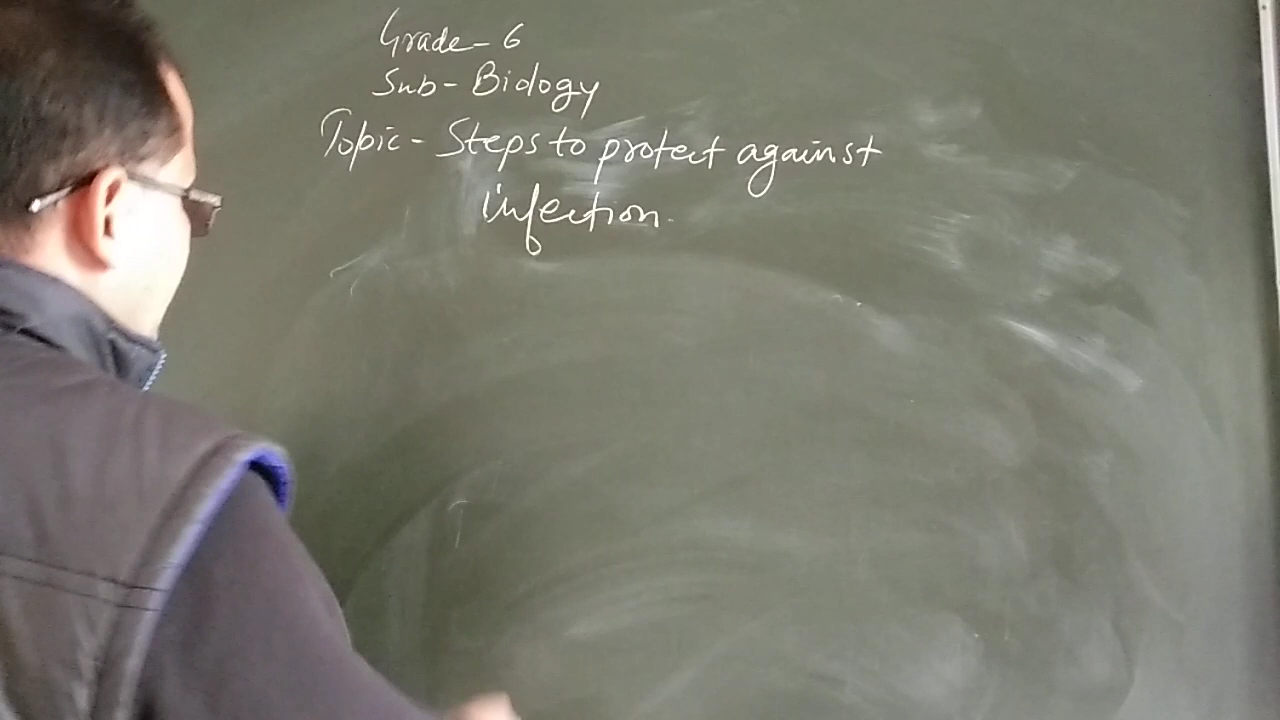 Grade - 6
Sub - Biology
Topic - Steps to protect against
infection.